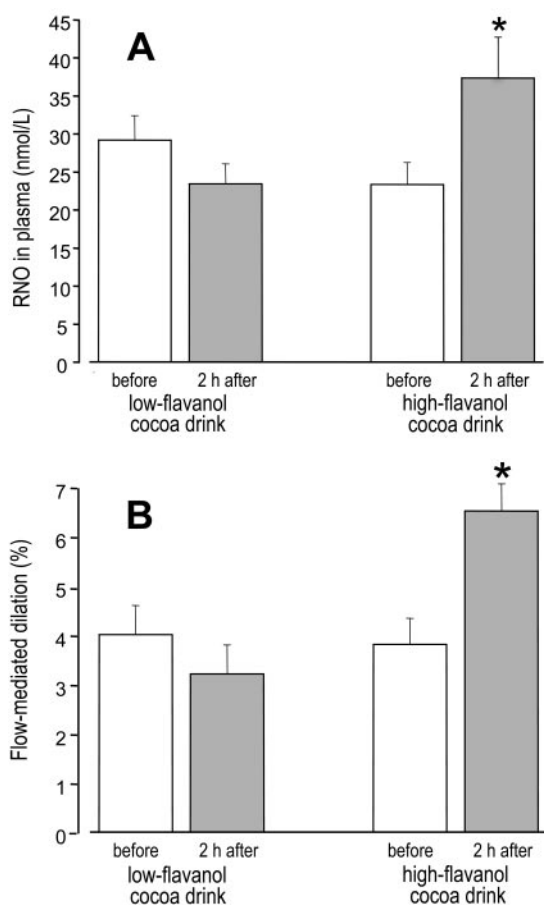 A
*
RNO in plasma (nmol/L)
45
40
35
30
25
20
15
10
5
0
before 2 h after before 2 h after
low-flavanol high-flavanol
cocoa drink cocoa drink
B
*
Flow-mediated dilation (%)
7
6
5
4
3
2
1
0
before 2 h after before 2 h after
low-flavanol high-flavanol
cocoa drink cocoa drink